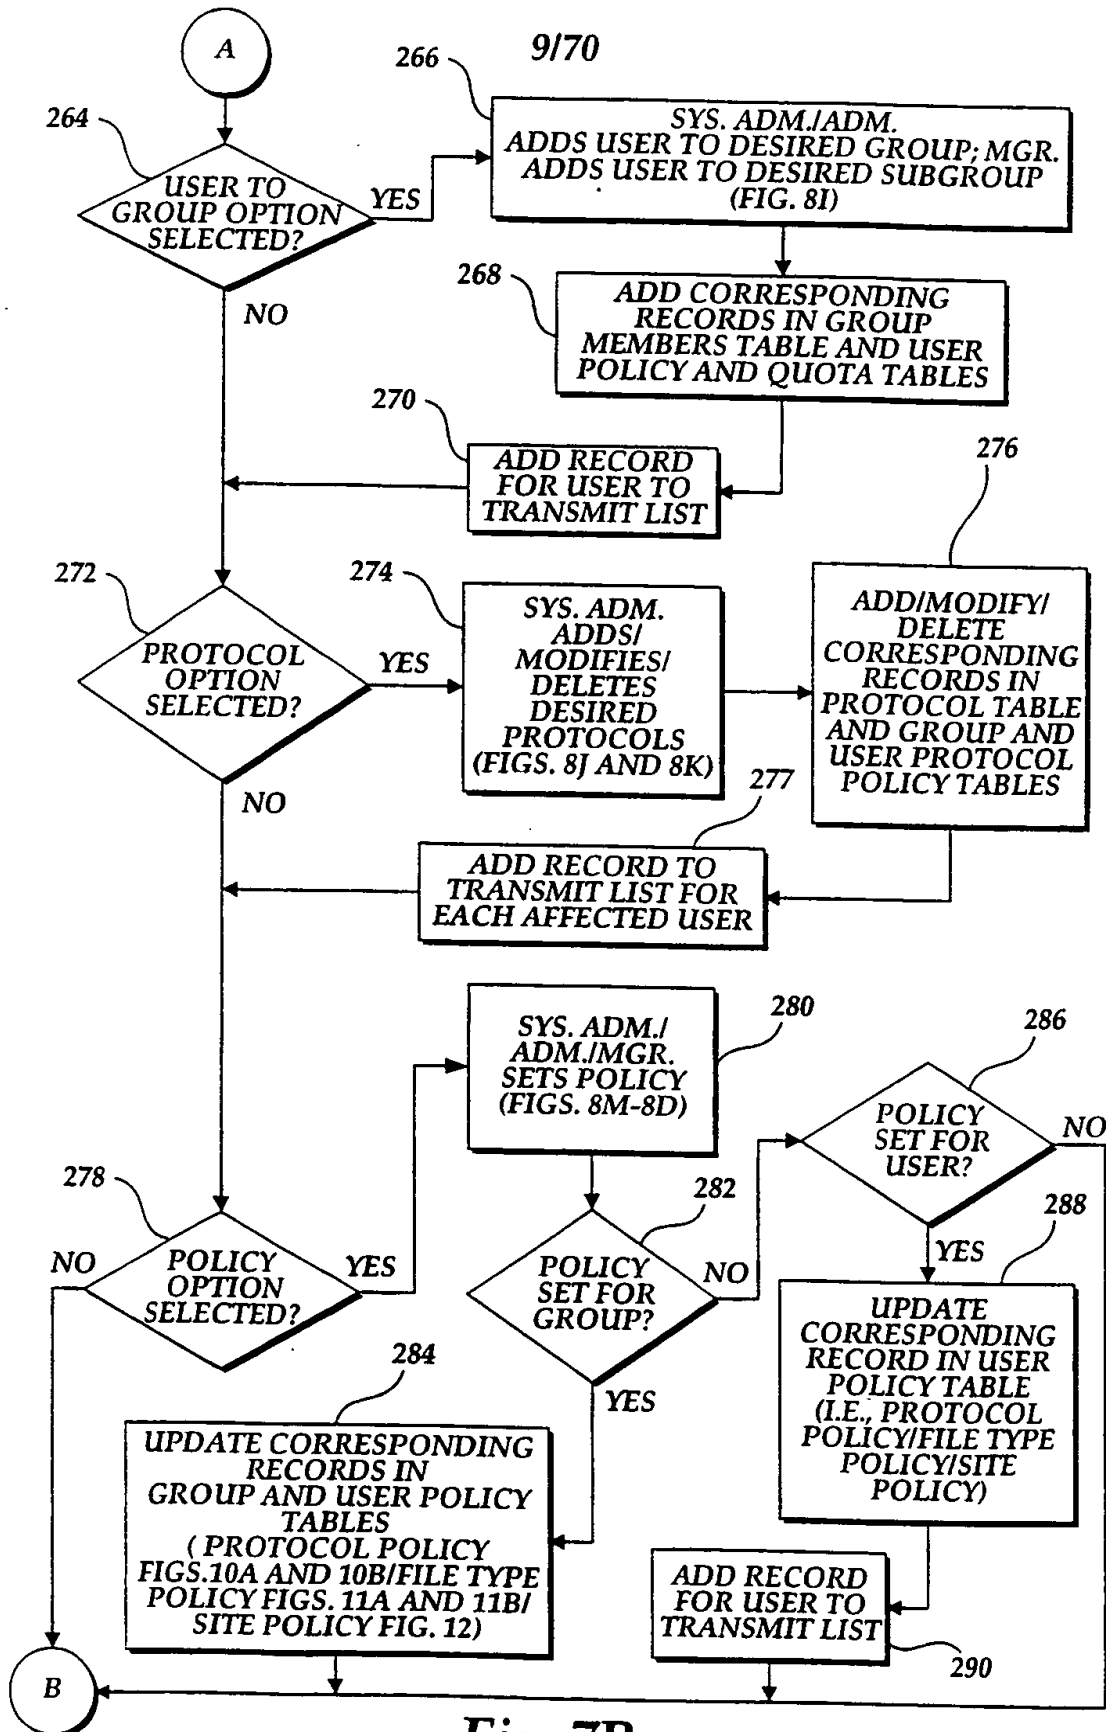 A
9/70
264
266
USER TO
GROUP OPTION
SELECTED?
YES
NO
SYS. ADM./ADM.
ADDS USER TO DESIRED GROUP; MGR.
ADDS USER TO DESIRED SUBGROUP
(FIG. 8I)
268
ADD CORRESPONDING
RECORDS IN GROUP
MEMBERS TABLE AND USER
POLICY AND QUOTA TABLES
270
ADD RECORD
FOR USER TO
TRANSMIT LIST
272
PROTOCOL
OPTION
SELECTED?
YES
NO
274
SYS. ADM.
ADDS/
MODIFIES/
DELETES
DESIRED
PROTOCOLS
(FIGS. 8J AND 8K)
276
ADD/MODIFY/
DELETE
CORRESPONDING
RECORDS IN
PROTOCOL TABLE
AND GROUP AND
USER PROTOCOL
POLICY TABLES
277
ADD RECORD TO
TRANSMIT LIST FOR
EACH AFFECTED USER
278
POLICY
OPTION
SELECTED?
NO
YES
280
SYS. ADM./
ADM./MGR.
SETS POLICY
(FIGS. 8M-8D)
282
POLICY
SET FOR
GROUP?
NO
YES
284
UPDATE CORRESPONDING
RECORDS IN
GROUP AND USER POLICY
TABLES
( PROTOCOL POLICY
FIGS.10A AND 10B/FILE TYPE
POLICY FIGS. 11A AND 11B/
SITE POLICY FIG. 12)
286
POLICY
SET FOR
USER?
NO
YES
288
UPDATE
CORRESPONDING
RECORD IN USER
POLICY TABLE
(I.E., PROTOCOL
POLICY/FILE TYPE
POLICY/SITE
POLICY)
ADD RECORD
FOR USER TO
TRANSMIT LIST
290
B
Fig. 7B